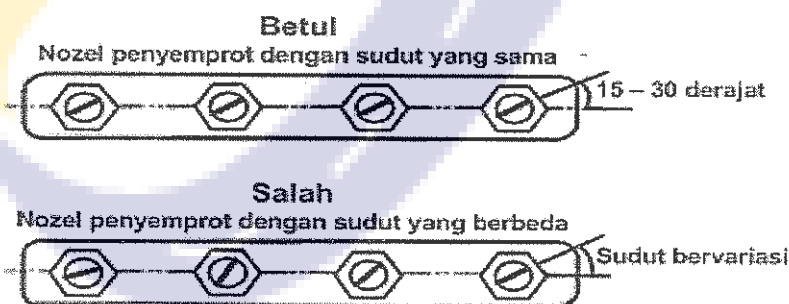 Betul
Nozel penyemprot dengan sudut yang sama
15 – 30 derajat
Salah
Nozel penyemprot dengan sudut yang berbeda
Sudut bervariasi